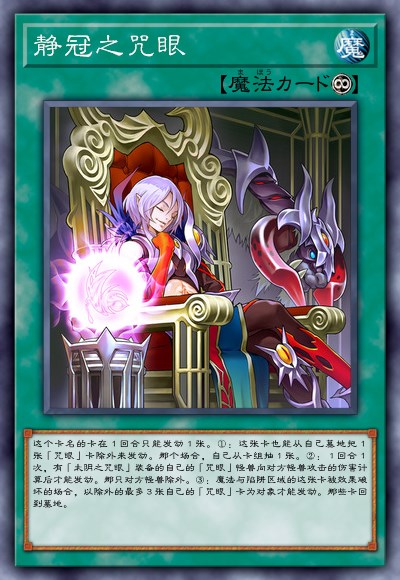 静冠之咒眼
魔
【魔法カード】
まほう
这个卡名的卡在１回合只能发动１张。①：这张卡也能从自己墓地把１
张「咒眼」卡除外来发动。那个场合，自己从卡组抽１张。②：１回合１
次，有「太阴之咒眼」装备的自己的「咒眼」怪兽向对方怪兽攻击的伤害计
算后才能发动。那只对方怪兽除外。③：魔法与陷阱区域的这张卡被效果破
坏的场合，以除外的最多３张自己的「咒眼」卡为对象才能发动。那些卡回
到墓地。